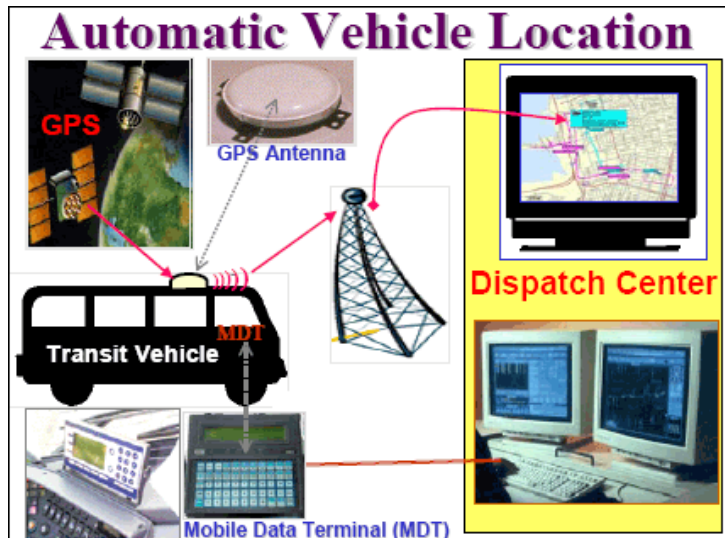 Automatic Vehicle Location
GPS
GPS Antenna
Dispatch Center
MDT
Transit Vehicle
Mobile Data Terminal (MDT)